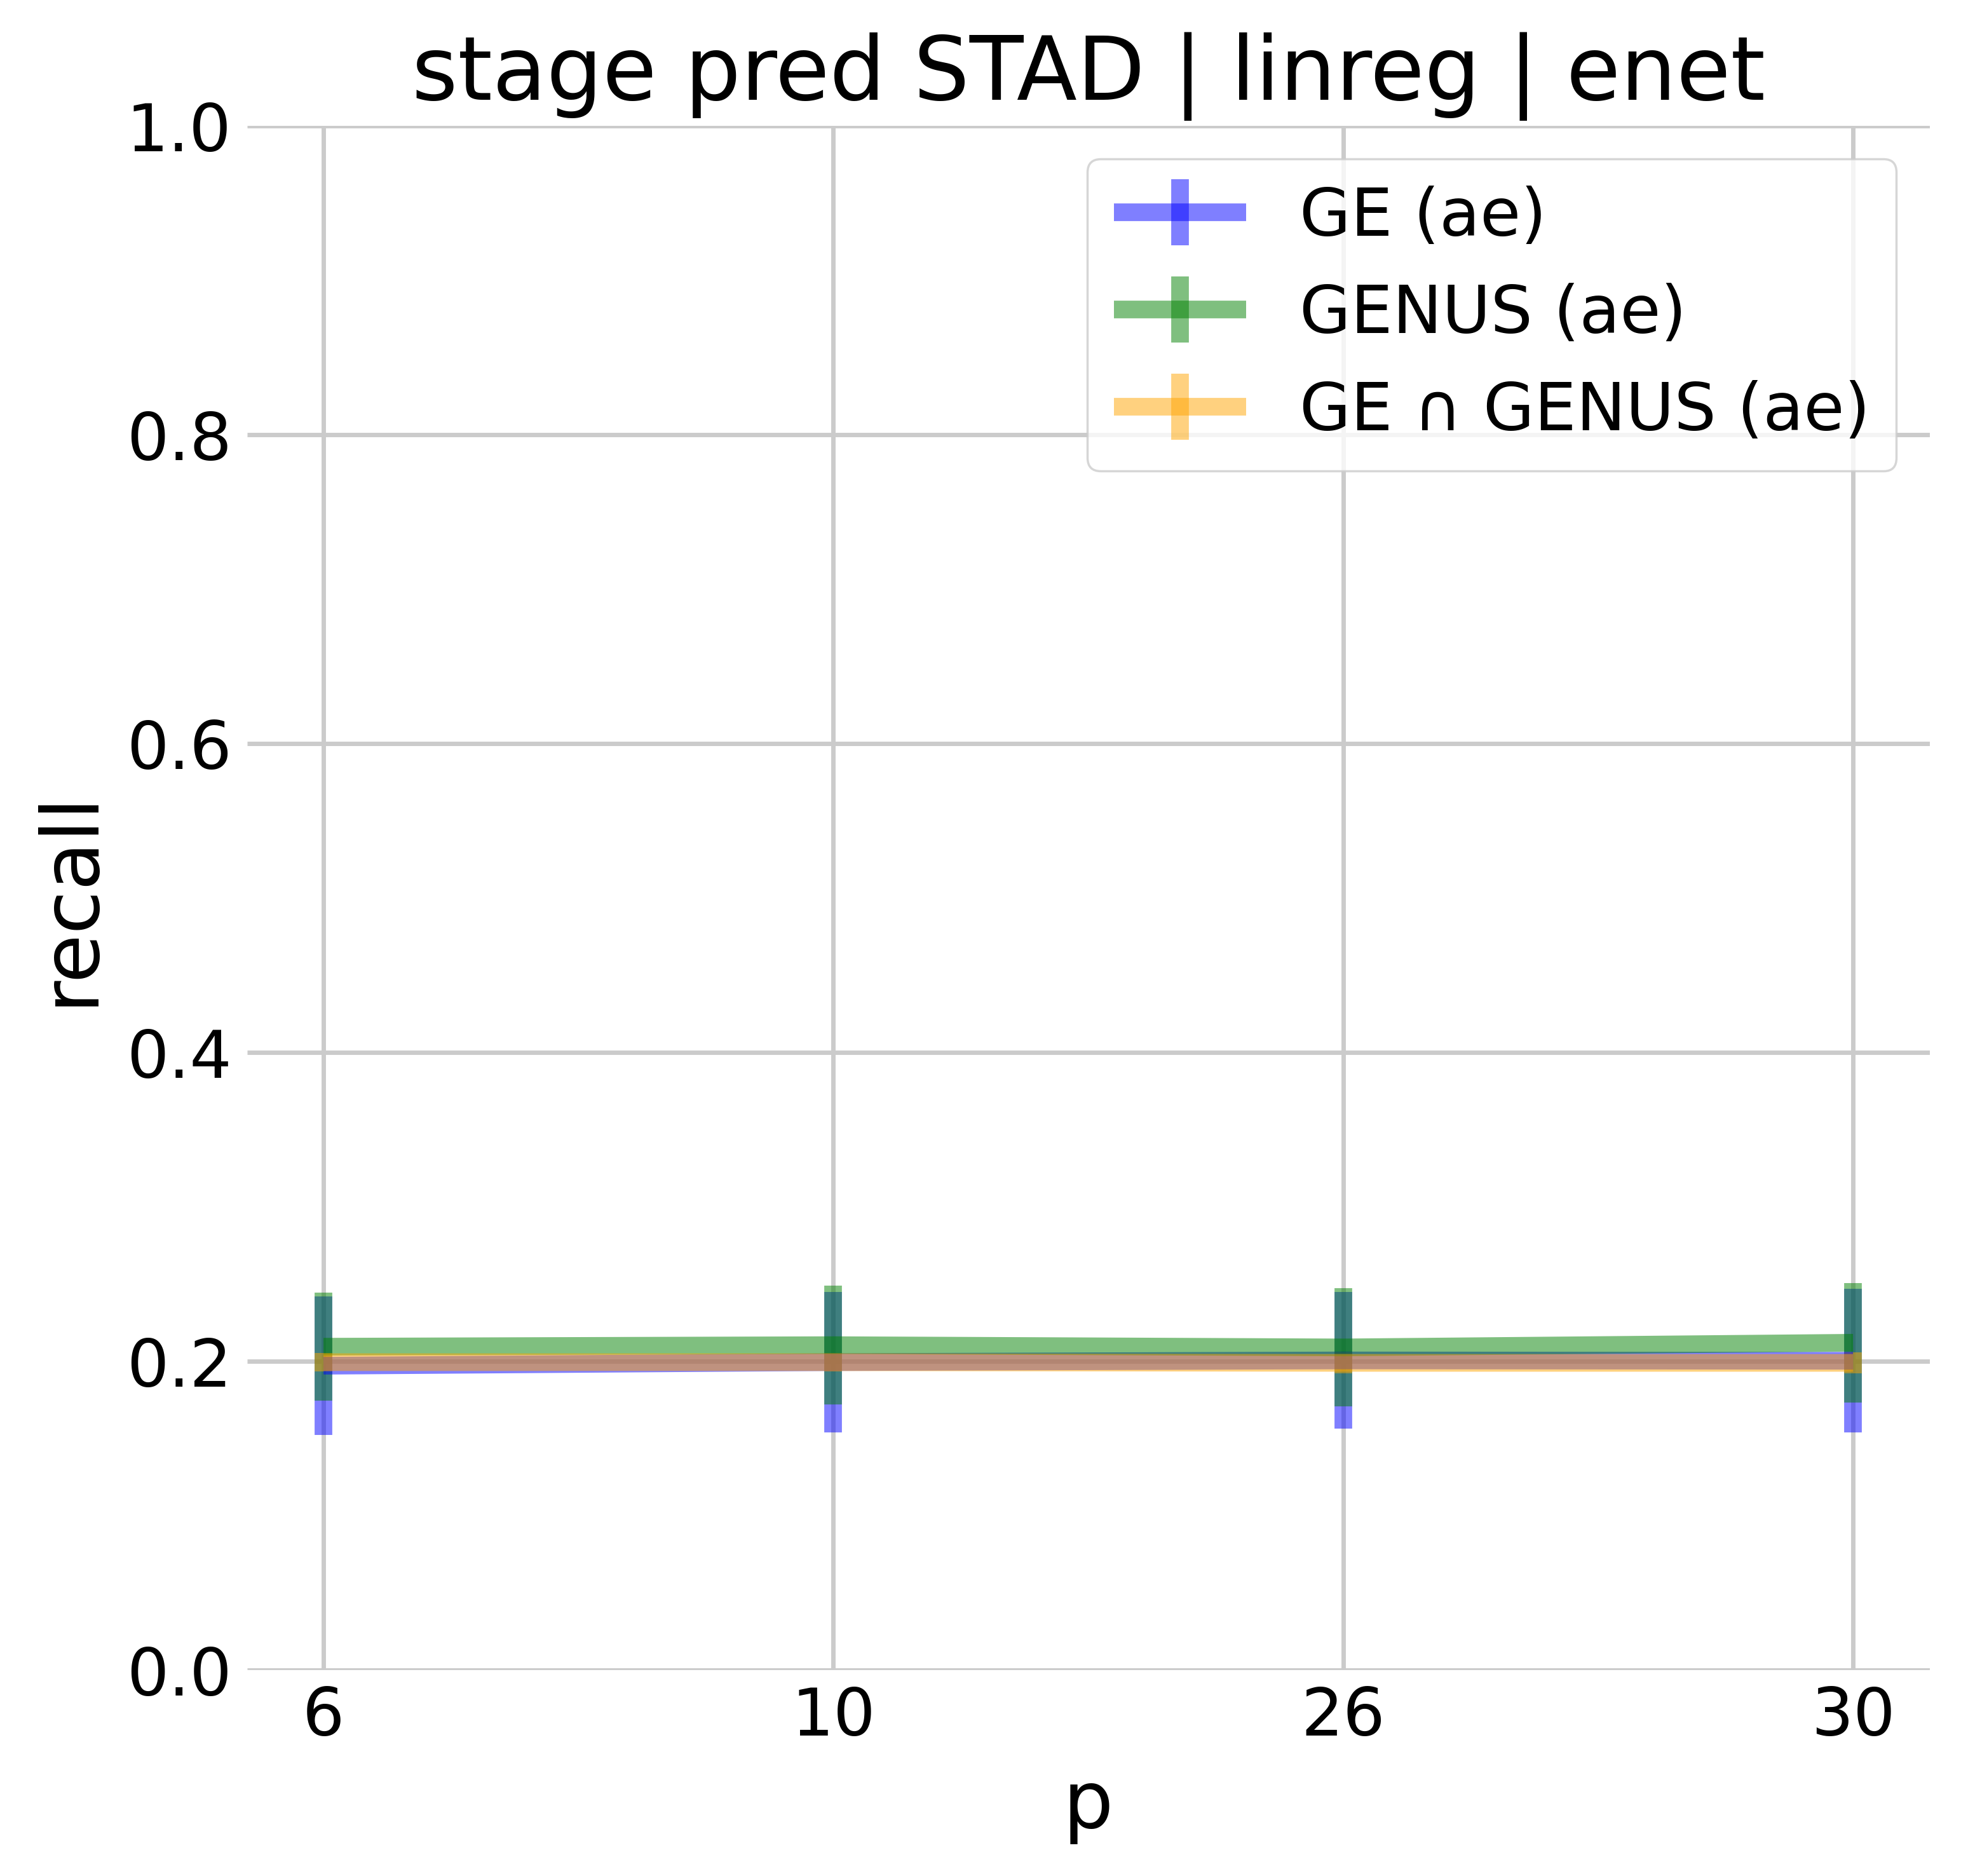 stage pred STAD | linreg | enet
1.0
0.8
0.6
0.4
0.2
0.0
recall
GE (ae)
GENUS (ae)
GE ∩ GENUS (ae)
6 10 26 30
p